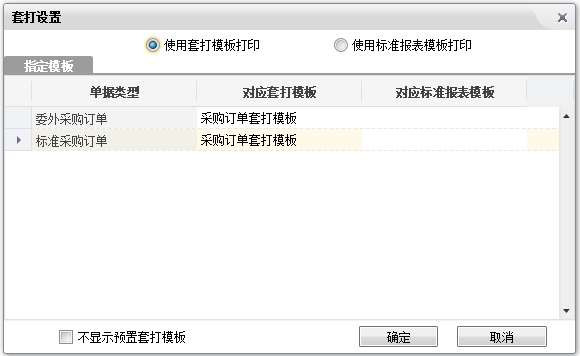 套打设置
使用套打模板打印 使用标准报表模板打印
指定模板
单据类型 对应套打模板 对应标准报表模板
委外采购订单 采购订单套打模板
标准采购订单 采购订单套打模板
不显示预置套打模板 确定 取消